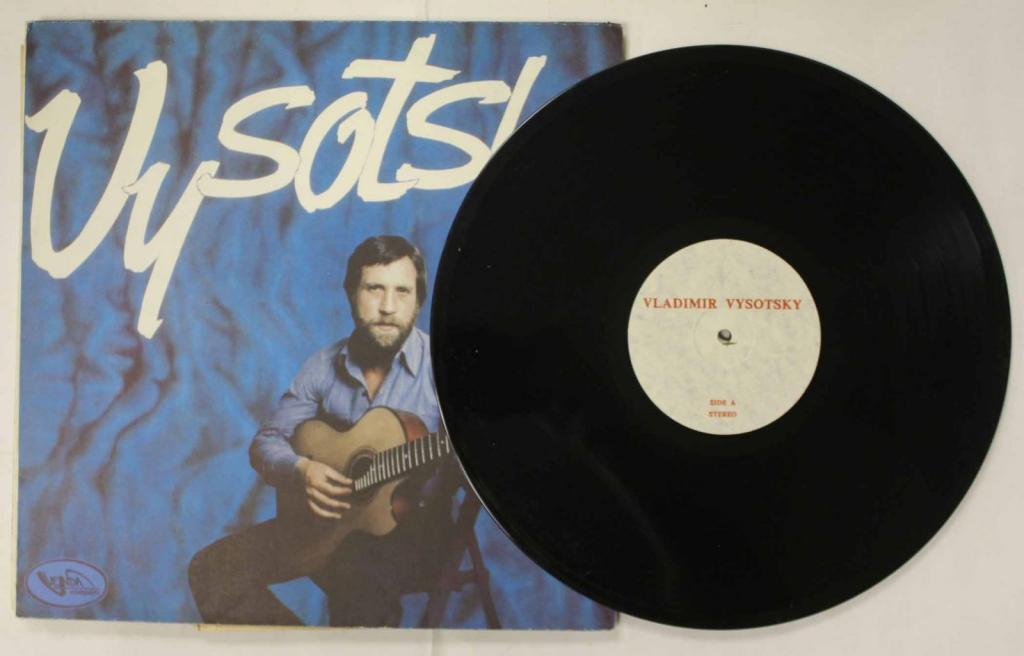 Vysotsk
VLADIMIR VYSOTSKY
SIDE A
STEREO